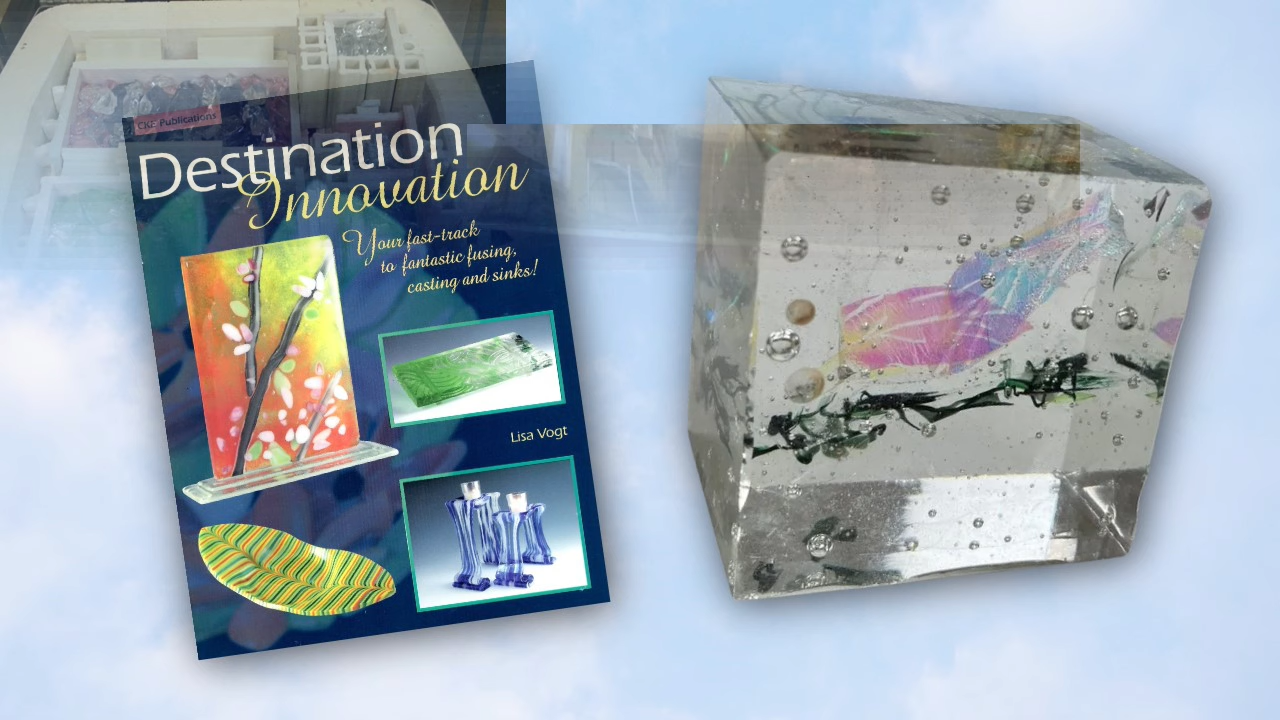 CKE Publications
Destination
Innovation
Your fast-track
to fantastic fusing,
casting and sinks!
Lisa Vogt